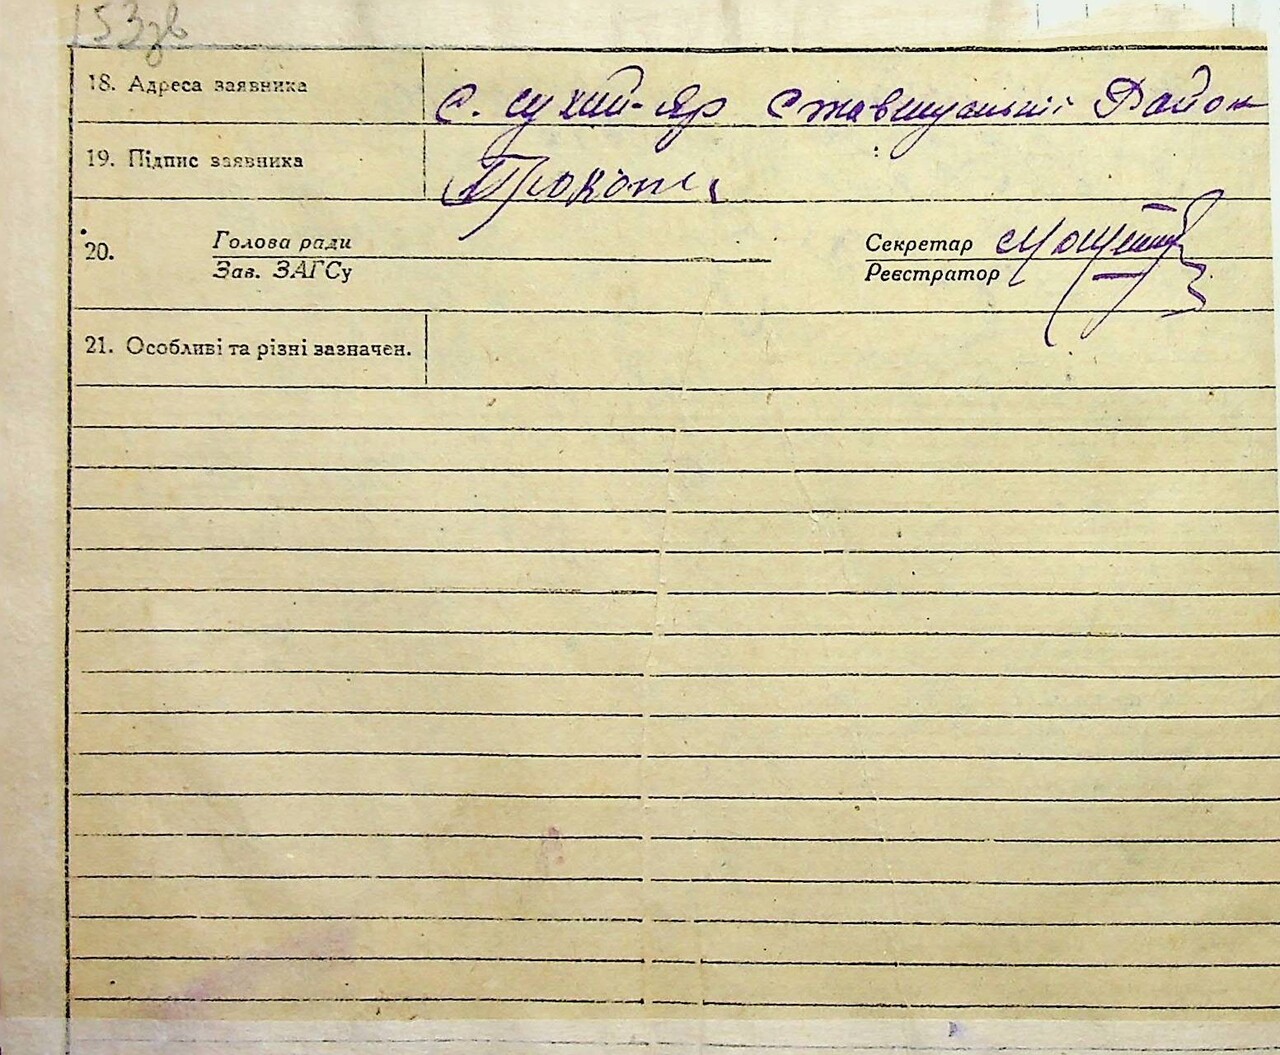 153зв
18. Адреса заявника с. сухий-яр Ставищанський Район
19. Підпис заявника
20. Голова ради Секретар
Зав. ЗАГСу Реєстратор
21. Особливі та різні зазначен.